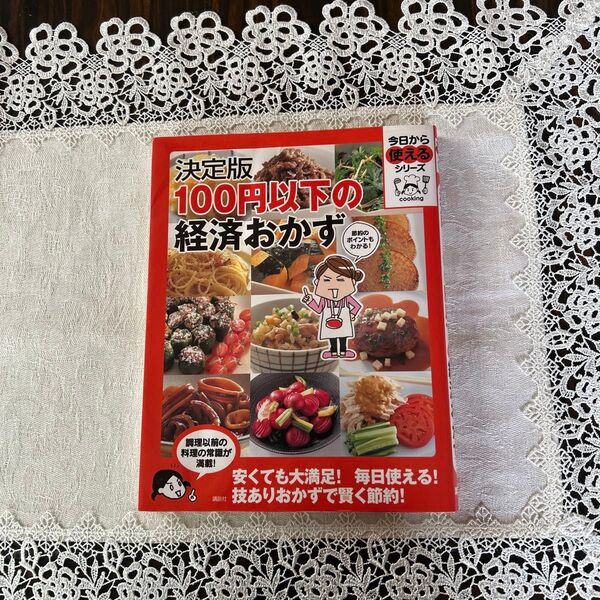 決定版
100円以下の
経済おかず
今日から
使える
シリーズ
cooking
節約の
ポイントも
わかる!
調理以前の
料理の常識が
満載!
安くても大満足! 毎日使える!
技ありおかずで賢く節約!
講談社